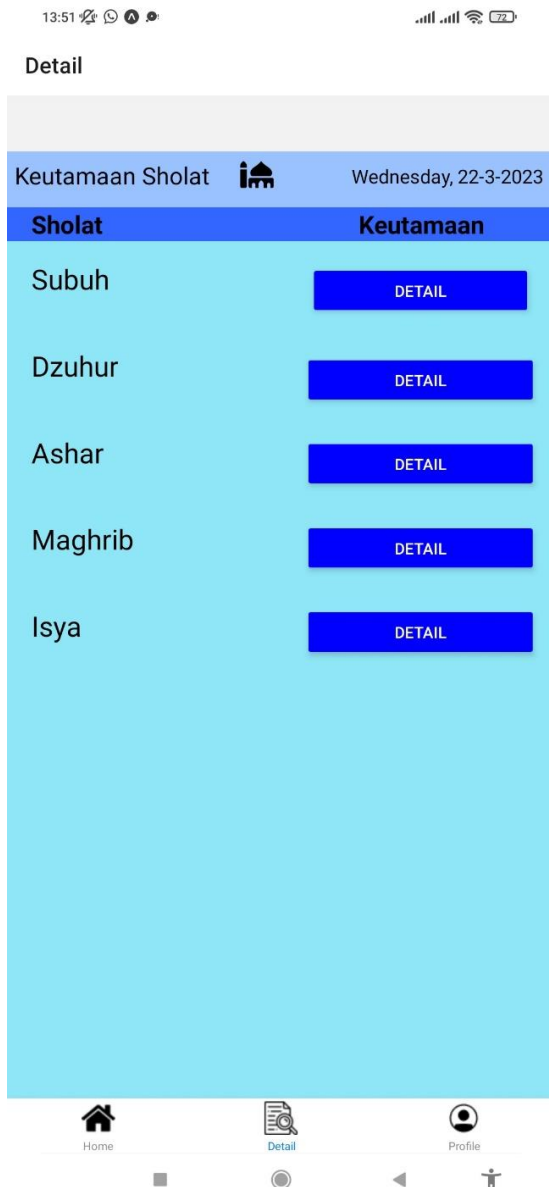 13:51 72
Detail
Keutamaan Sholat Wednesday, 22-3-2023
Sholat Keutamaan
Subuh DETAIL
Dzuhur DETAIL
Ashar DETAIL
Maghrib DETAIL
Isya DETAIL
Home Detail Profile